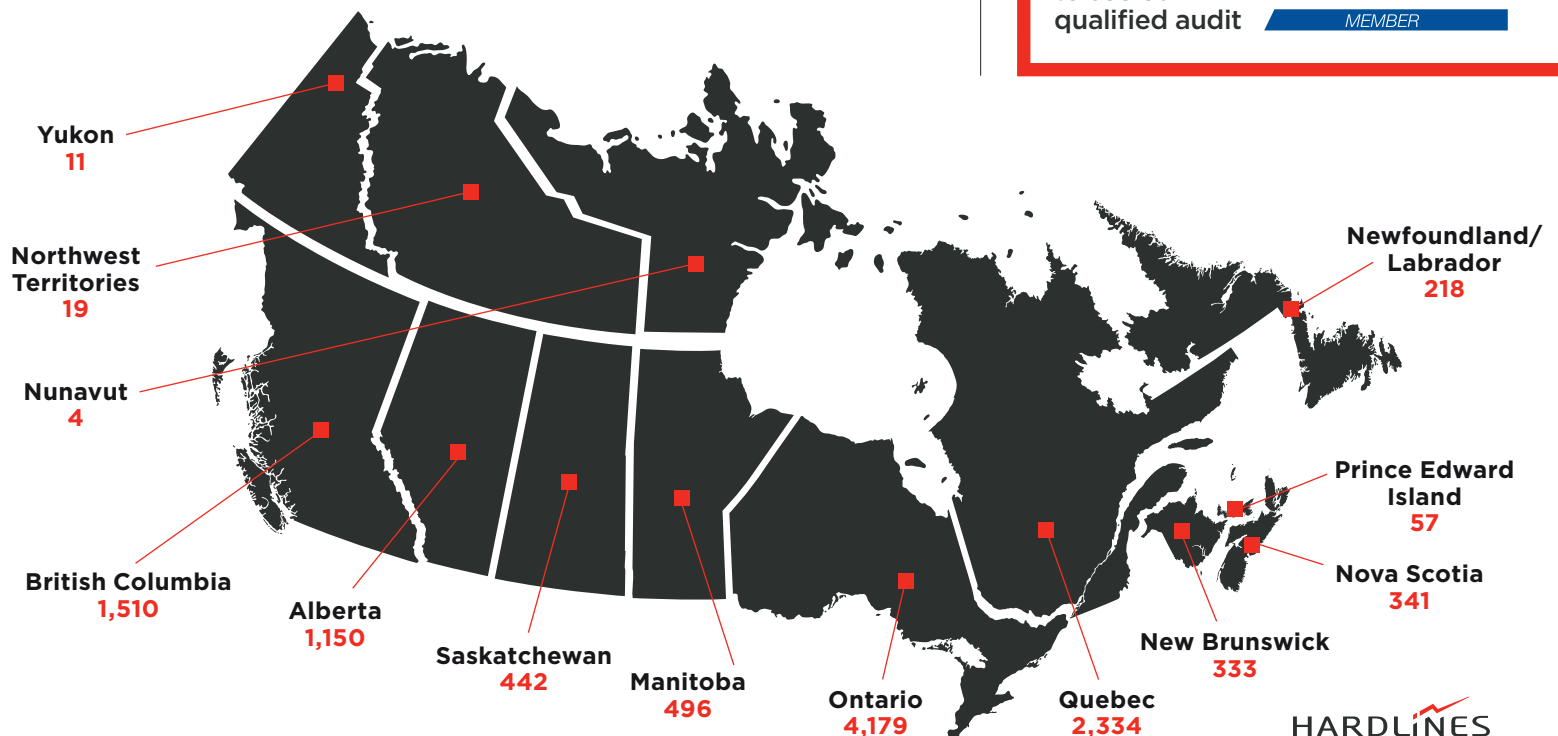 qualified audit
MEMBER
Yukon
11
Northwest
Territories
19
Nunavut
4
British Columbia
1,510
Alberta
1,150
Saskatchewan
442
Manitoba
496
Ontario
4,179
Quebec
2,334
New Brunswick
333
Nova Scotia
341
Prince Edward
Island
57
Newfoundland/
Labrador
218
HARDLINES